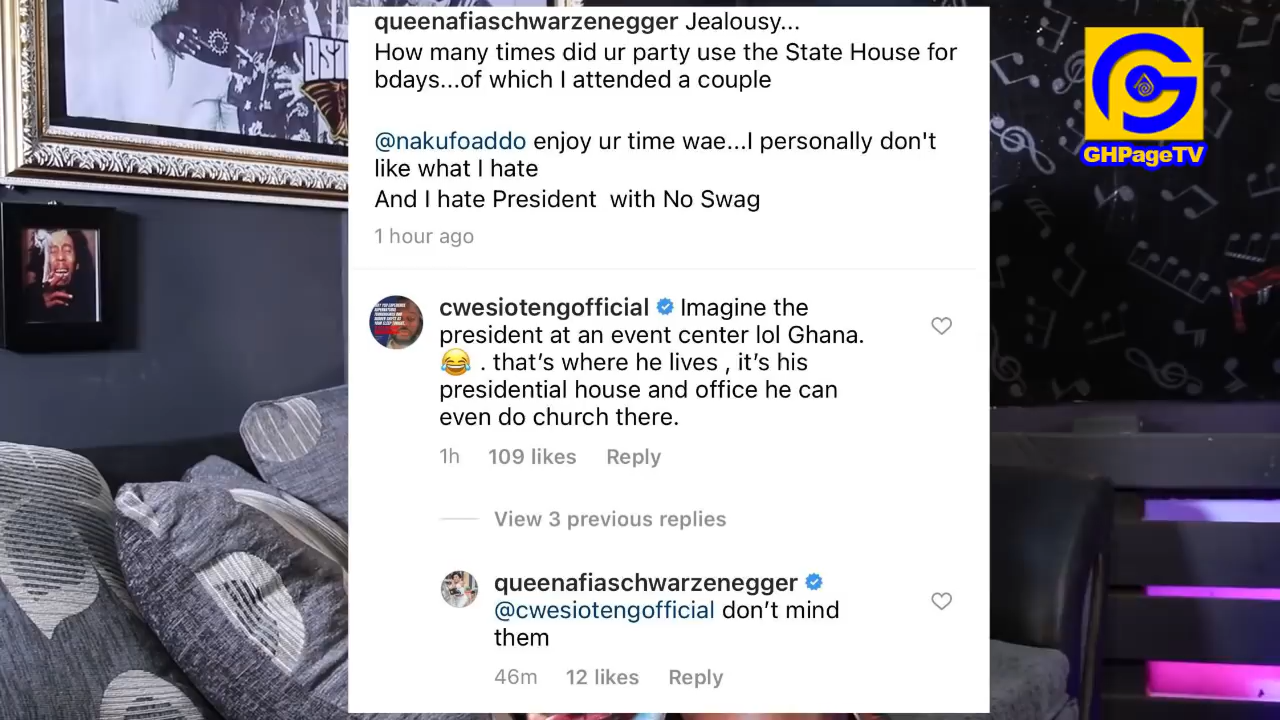 queenafiaschwarzenegger Jealousy...
How many times did ur party use the State House for
bdays...of which I attended a couple
@nakufoaddo enjoy ur time wae...I personally don't
like what I hate
And I hate President with No Swag
1 hour ago
cwesiotengofficial Imagine the
president at an event center lol Ghana.
😂 . that’s where he lives , it’s his
presidential house and office he can
even do church there.
1h 109 likes Reply
View 3 previous replies
queenafiaschwarzenegger
@cwesiotengofficial don’t mind
them
46m 12 likes Reply
GHPageTV